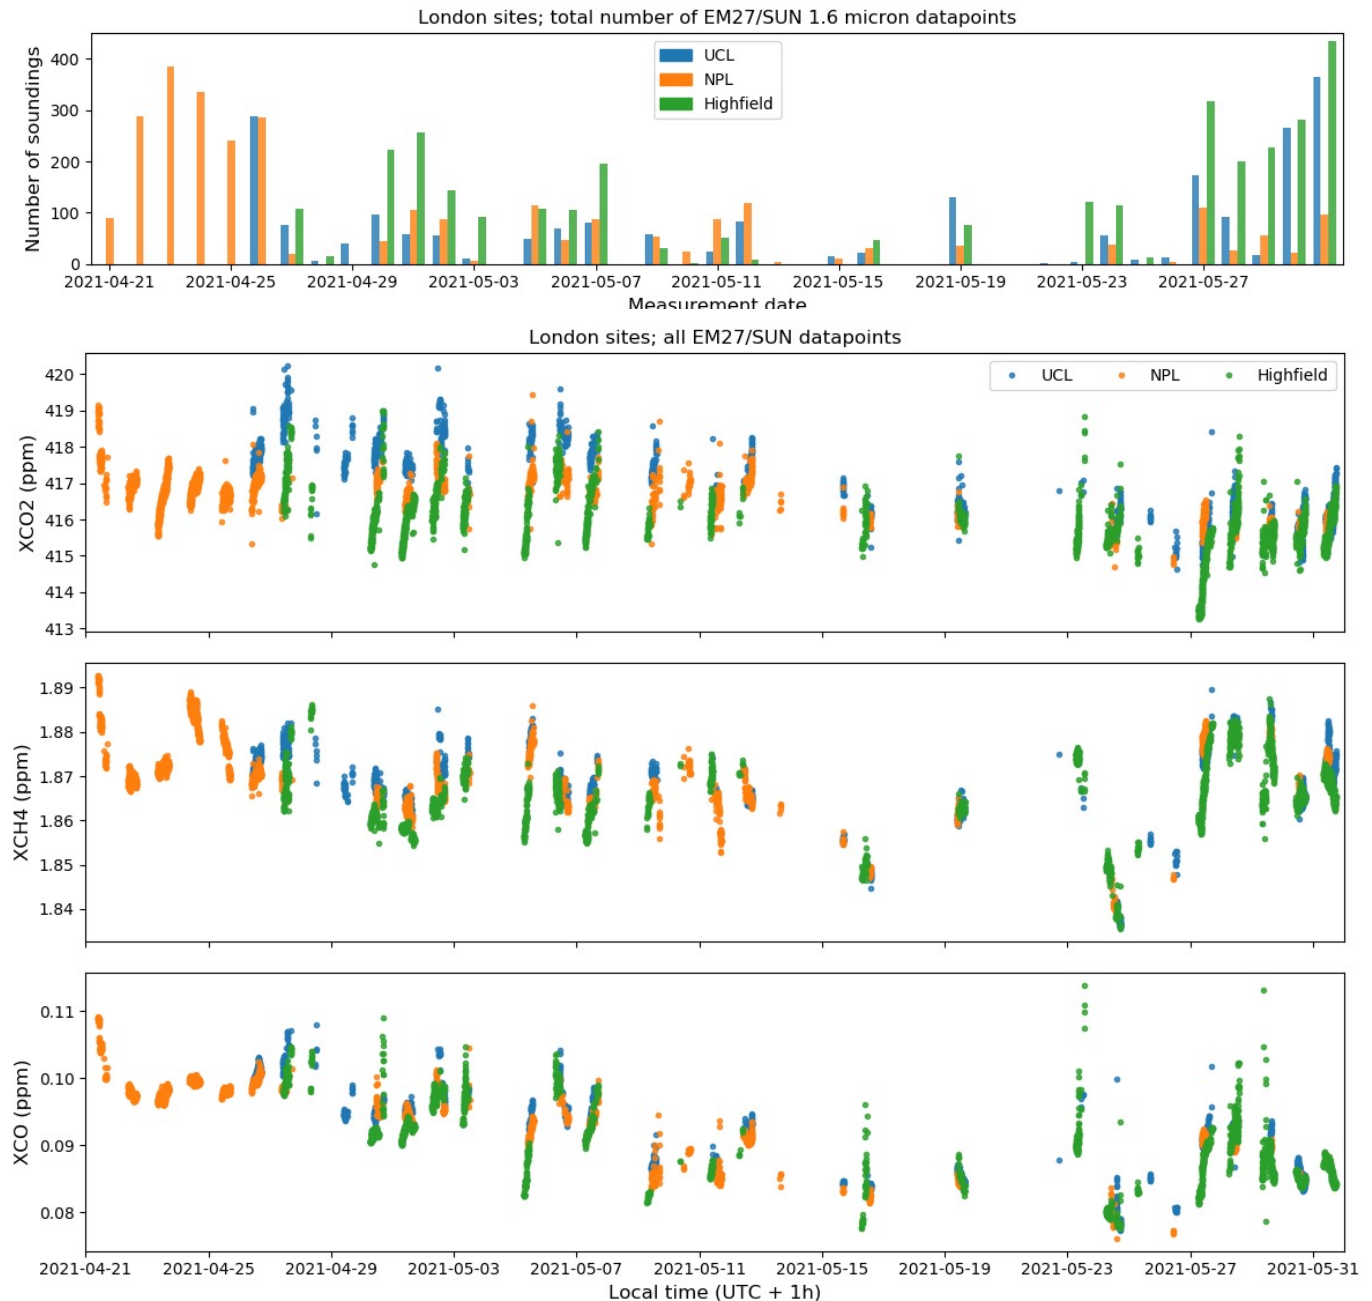 London sites; total number of EM27/SUN 1.6 micron datapoints
Number of soundings
400
300
200
100
0
UCL
NPL
Highfield
2021-04-21 2021-04-25 2021-04-29 2021-05-03 2021-05-07 2021-05-11 2021-05-15 2021-05-19 2021-05-23 2021-05-27
Measurement date
London sites; all EM27/SUN datapoints
UCL NPL Highfield
XCO2 (ppm)
420
419
418
417
416
415
414
413
XCH4 (ppm)
1.89
1.88
1.87
1.86
1.85
1.84
XCO (ppm)
0.11
0.10
0.09
0.08
2021-04-21 2021-04-25 2021-04-29 2021-05-03 2021-05-07 2021-05-11 2021-05-15 2021-05-19 2021-05-23 2021-05-27 2021-05-31
Local time (UTC + 1h)